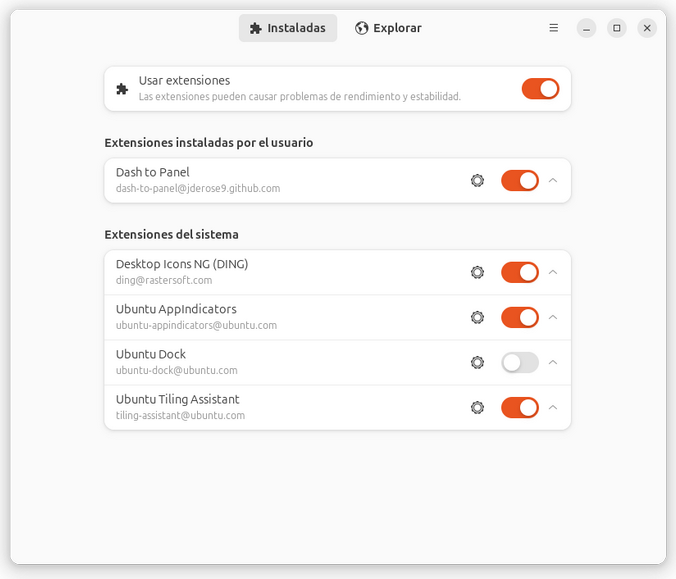 Instaladas
Explorar
Usar extensiones
Las extensiones pueden causar problemas de rendimiento y estabilidad.
Extensiones instaladas por el usuario
Dash to Panel
dash-to-panel@jderose9.github.com
Extensiones del sistema
Desktop Icons NG (DING)
ding@rastersoft.com
Ubuntu AppIndicators
ubuntu-appindicators@ubuntu.com
Ubuntu Dock
ubuntu-dock@ubuntu.com
Ubuntu Tiling Assistant
tiling-assistant@ubuntu.com